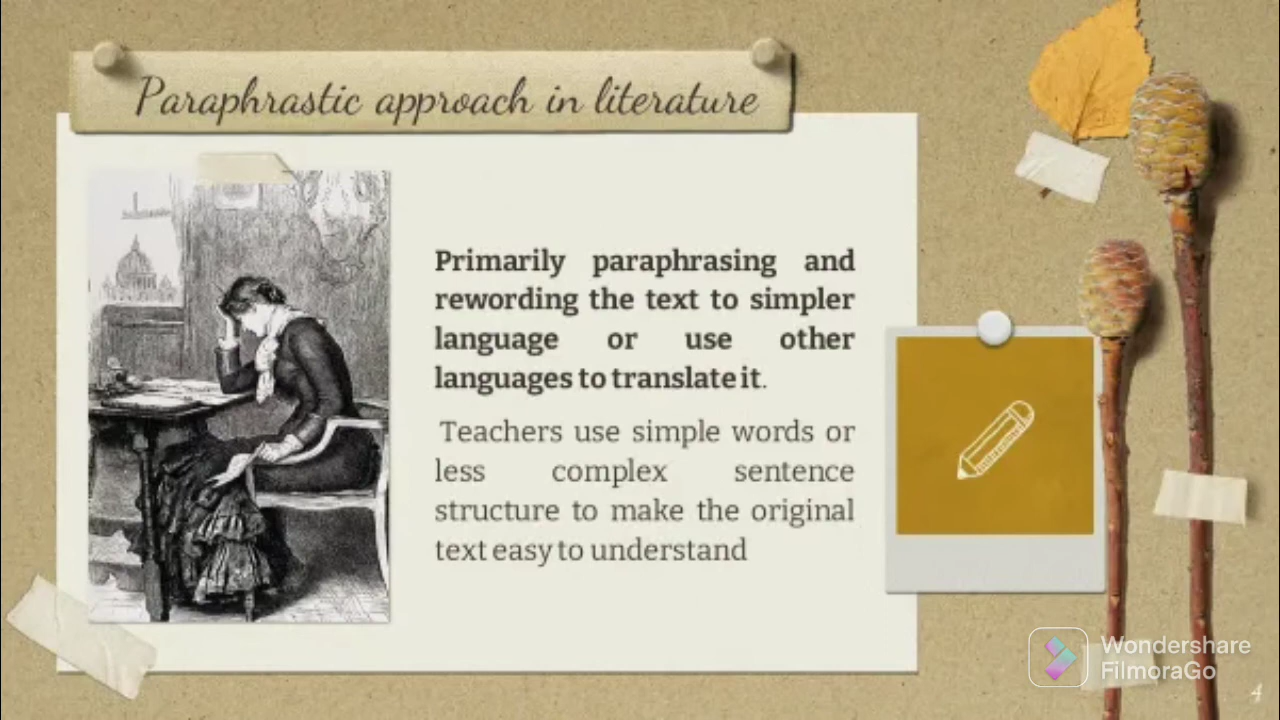 Paraphrastic approach in literature
Primarily paraphrasing and
rewording the text to simpler
language or use other
languages to translate it.
Teachers use simple words or
less complex sentence
structure to make the original
text easy to understand
Wondershare
FilmoraGo
4